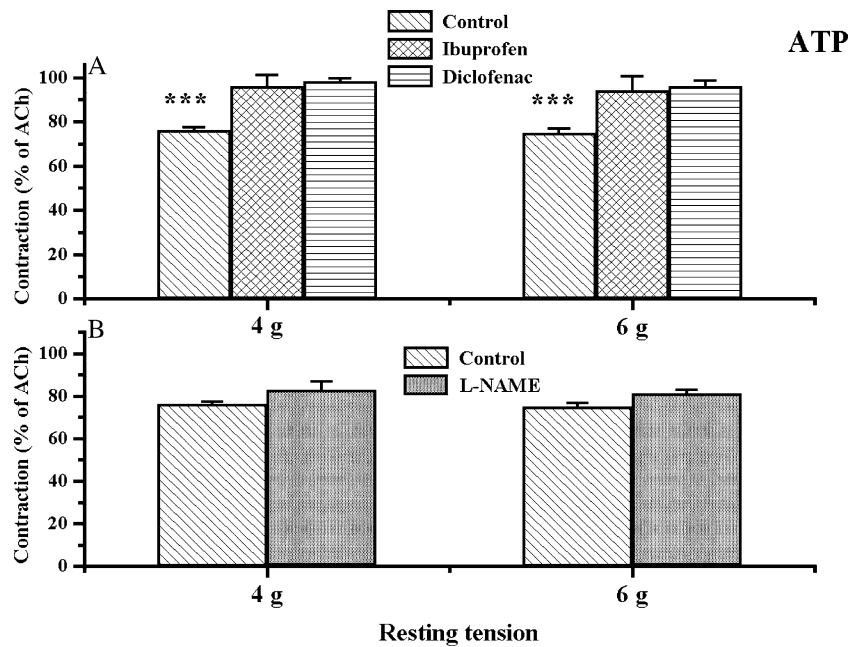 Control
Ibuprofen
Diclofenac
ATP
A
Contraction (% of ACh)
100
80
60
40
20
0
***
***
4 g
6 g
B
Contraction (% of ACh)
100
80
60
40
20
0
Control
L-NAME
4 g
6 g
Resting tension